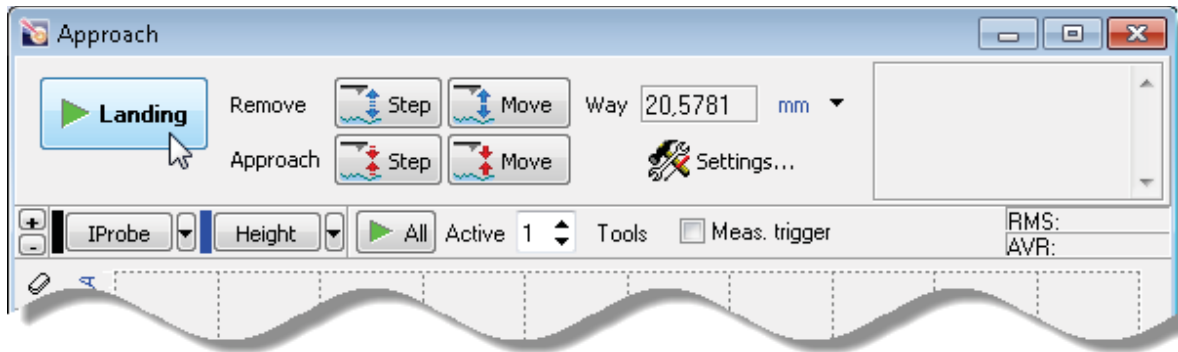 Approach
Landing
Remove Step Move Way 20,5781 mm
Approach Step Move Settings...
IProbe Height All Active 1 Tools Meas. trigger
RMS:
AVR:
A